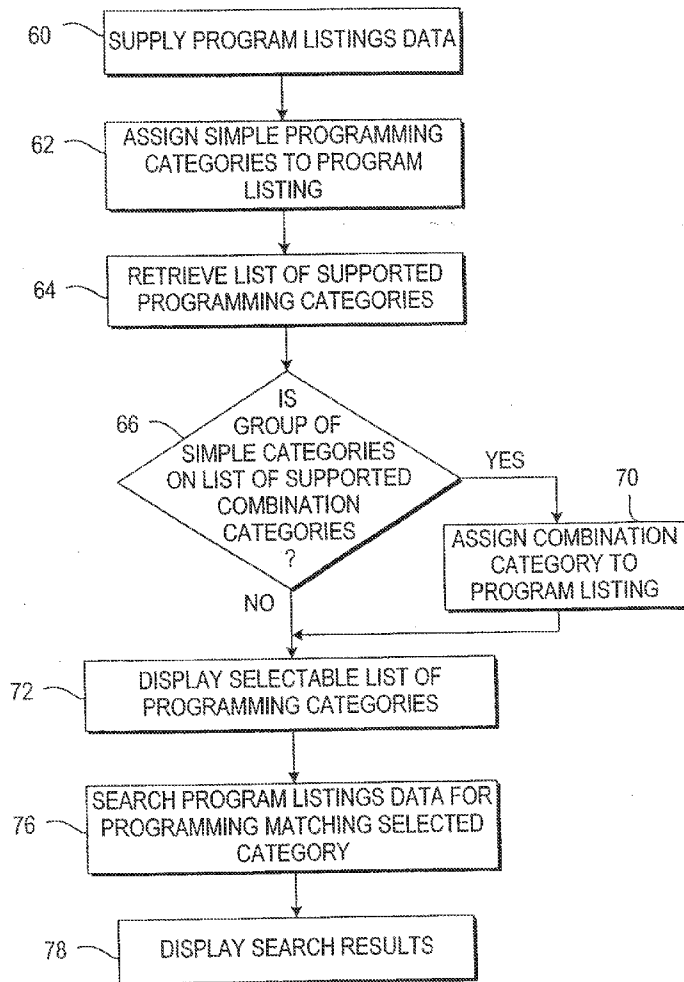 60
SUPPLY PROGRAM LISTINGS DATA
62
ASSIGN SIMPLE PROGRAMMING
CATEGORIES TO PROGRAM
LISTING
64
RETRIEVE LIST OF SUPPORTED
PROGRAMMING CATEGORIES
66
IS
GROUP OF
SIMPLE CATEGORIES
ON LIST OF SUPPORTED
COMBINATION
CATEGORIES
?
YES
70
ASSIGN COMBINATION
CATEGORY TO
PROGRAM LISTING
NO
72
DISPLAY SELECTABLE LIST OF
PROGRAMMING CATEGORIES
76
SEARCH PROGRAM LISTINGS DATA FOR
PROGRAMMING MATCHING SELECTED
CATEGORY
78
DISPLAY SEARCH RESULTS